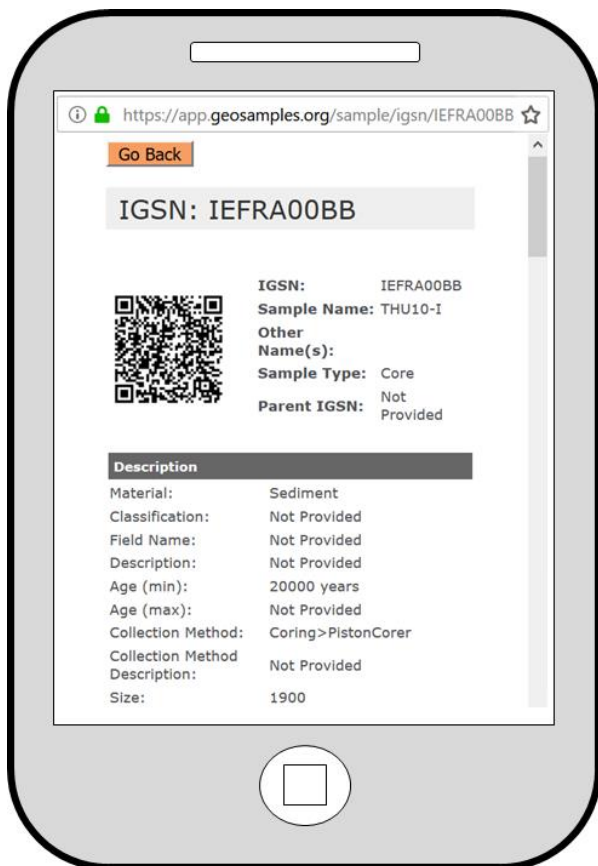 https://app.geosamples.org/sample/igsn/IEFRA00BB
Go Back
IGSN: IEFRA00BB
IGSN: IEFRA00BB
Sample Name: THU10-I
Other
Name(s):
Sample Type: Core
Parent IGSN: Not
Provided
Description
Material: Sediment
Classification: Not Provided
Field Name: Not Provided
Description: Not Provided
Age (min): 20000 years
Age (max): Not Provided
Collection Method: Coring>PistonCorer
Collection Method
Description: Not Provided
Size: 1900